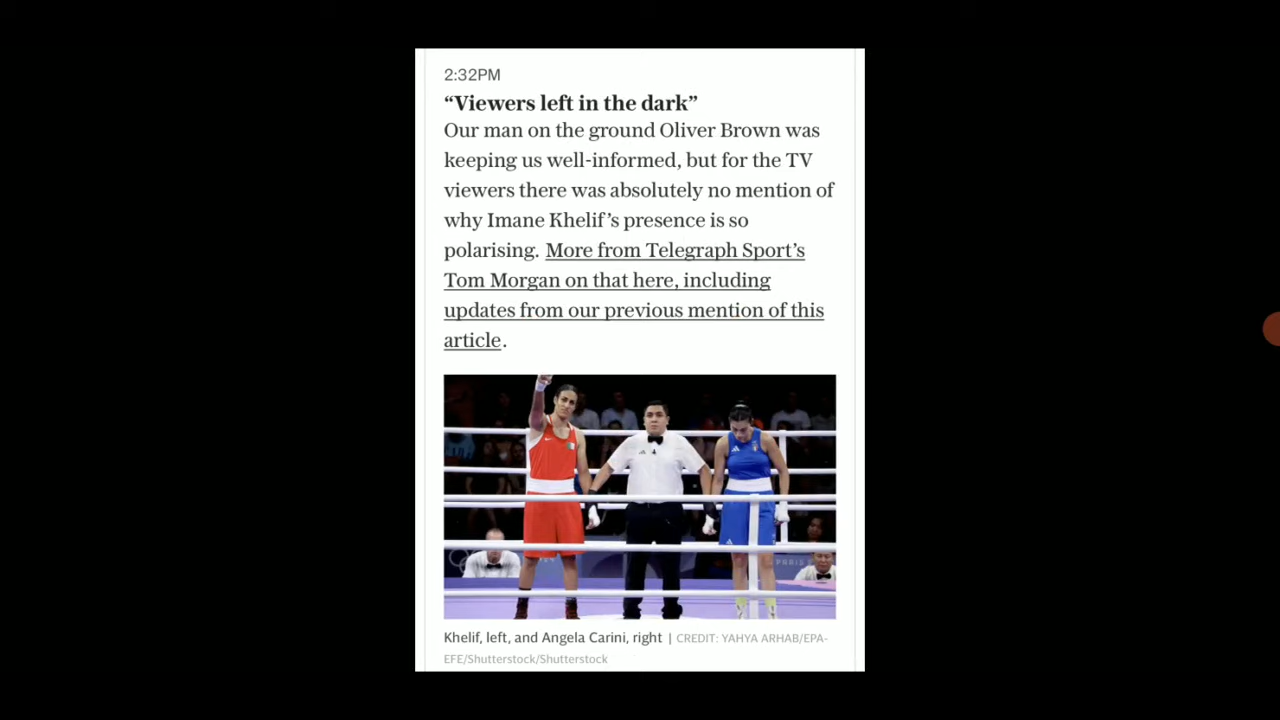 2:32PM
“Viewers left in the dark”
Our man on the ground Oliver Brown was
keeping us well-informed, but for the TV
viewers there was absolutely no mention of
why Imane Khelif’s presence is so
polarising. More from Telegraph Sport’s
Tom Morgan on that here, including
updates from our previous mention of this
article.
PARIS
Khelif, left, and Angela Carini, right | CREDIT: YAHYA ARHAB/EPA-
EFE/Shutterstock/Shutterstock